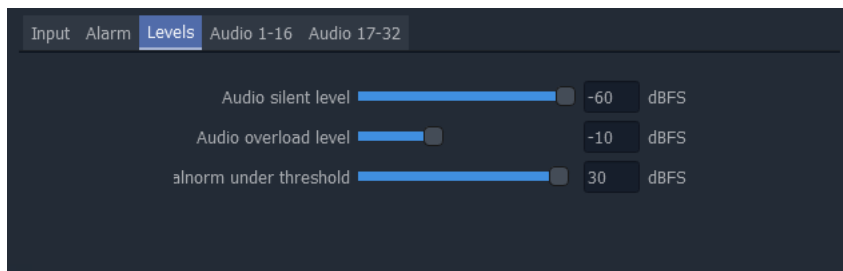 Input Alarm Levels Audio 1-16 Audio 17-32
Audio silent level -60 dBFS
Audio overload level -10 dBFS
alnorm under threshold 30 dBFS